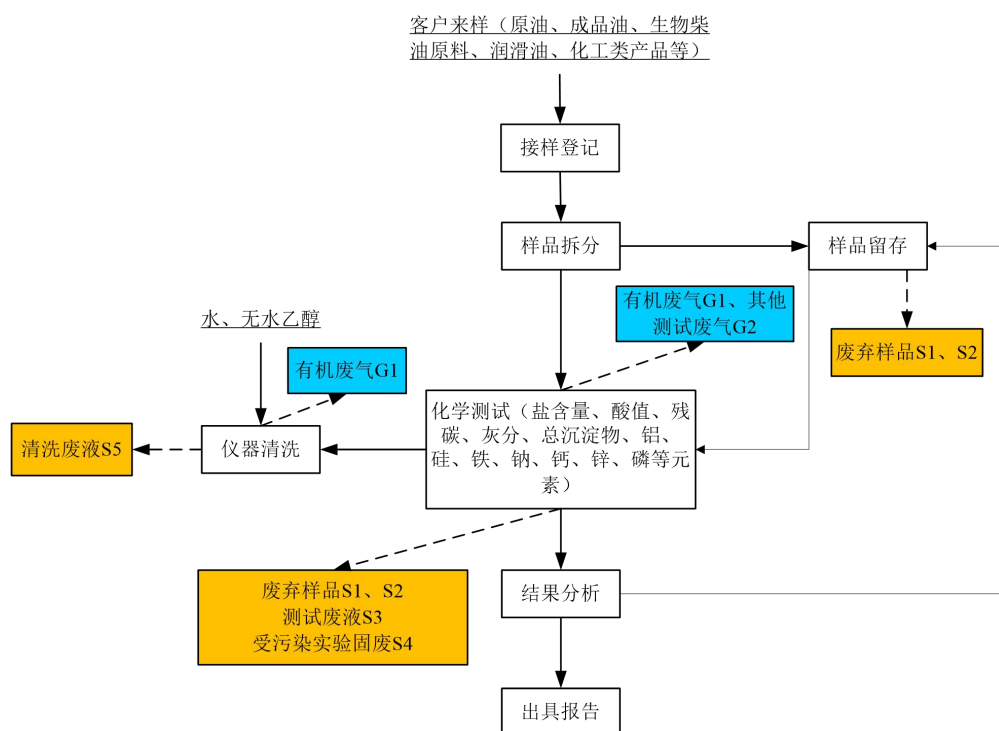 客户来样（原油、成品油、生物柴
油原料、润滑油、化工类产品等）
接样登记
样品拆分
样品留存
有机废气G1、其他
测试废气G2
水、无水乙醇
废弃样品S1、S2
有机废气G1
化学测试（盐含量、酸值、残
碳、灰分、总沉淀物、铝、
硅、铁、钠、钙、锌、磷等元
素）
清洗废液S5
仪器清洗
废弃样品S1、S2
测试废液S3
受污染实验固废S4
结果分析
出具报告